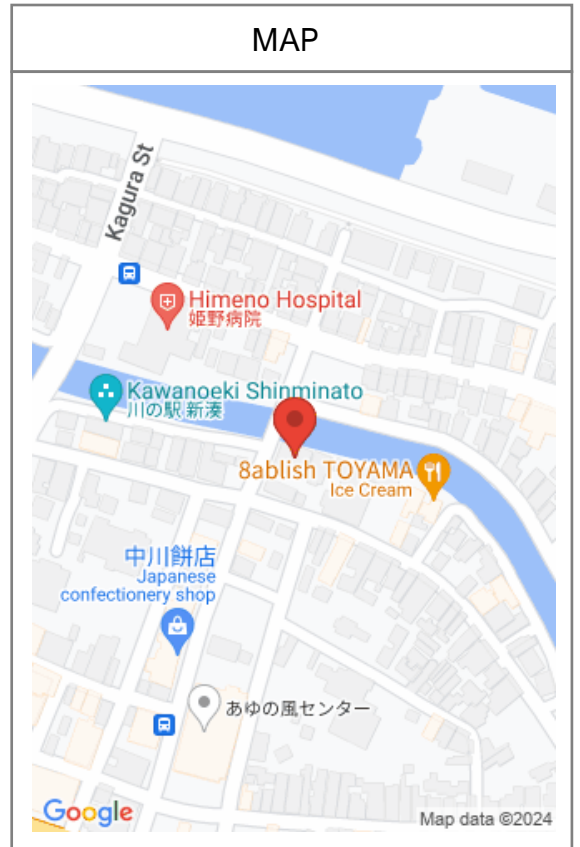 MAP
Kagura St
Himeno Hospital
姫野病院
Kawanoeki Shinminato
川の駅 新湊
8ablish TOYAMA
Ice Cream
中川餅店
Japanese
confectionery shop
あゆの風センター
Google
Map data ©2024